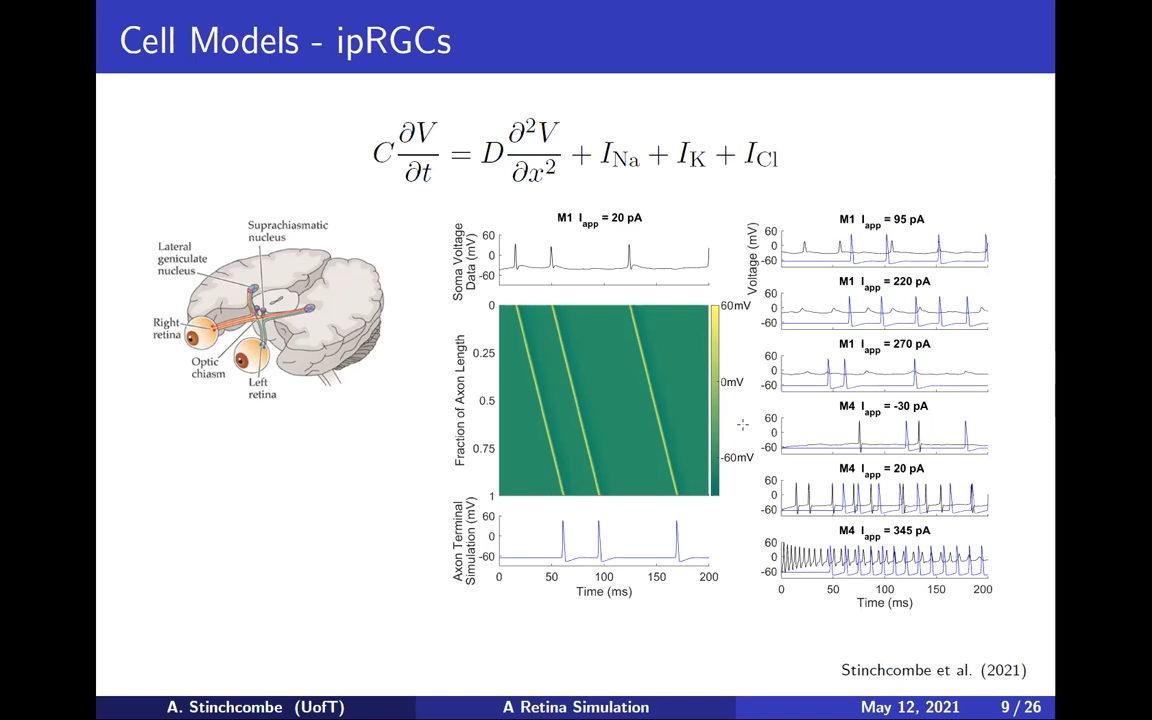 Cell Models - ipRGCs
C ∂V/∂t = D ∂²V/∂x² + I_Na + I_K + I_Cl
Suprachiasmatic
nucleus
Lateral
geniculate
nucleus
Right
retina
Optic
chiasm
Left
retina
M1 I_app = 20 pA
Soma Voltage
Data (mV)
60
0
-60
Fraction of Axon Length
0
0.25
0.5
0.75
1
60mV
0mV
-60mV
Axon Terminal
Simulation (mV)
60
0
-60
0 50 100 150 200
Time (ms)
Voltage (mV)
M1 I_app = 95 pA
60
0
-60
M1 I_app = 220 pA
60
0
-60
M1 I_app = 270 pA
60
0
-60
M4 I_app = -30 pA
60
0
-60
M4 I_app = 20 pA
60
0
-60
M4 I_app = 345 pA
60
0
-60
0 50 100 150 200
Time (ms)
Stinchcombe et al. (2021)
A. Stinchcombe (UofT) A Retina Simulation May 12, 2021 9 / 26